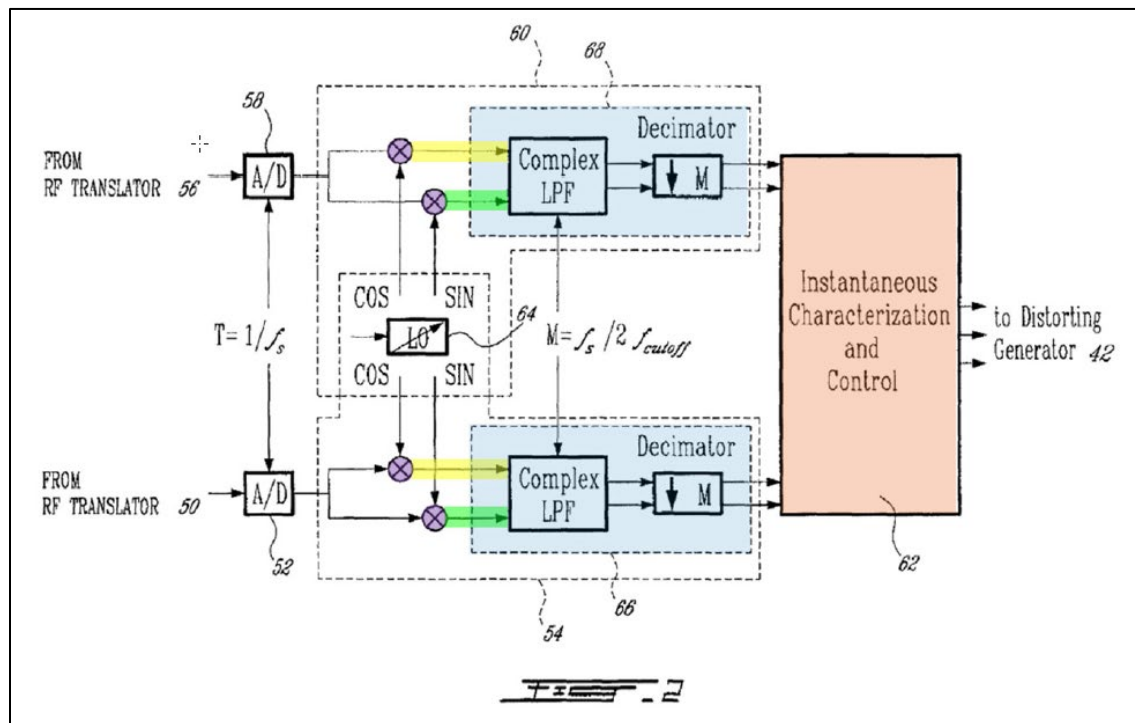 60
68
58
Decimator
FROM
RF TRANSLATOR 56
A/D
Complex
LPF
M
COS SIN
64
T=1/fs
LO
M=fs/2 fcutoff
COS SIN
Instantaneous
Characterization
and
Control
to Distorting
Generator 42
Decimator
FROM
RF TRANSLATOR 50
A/D
Complex
LPF
M
52
62
66
54
Fig. 2